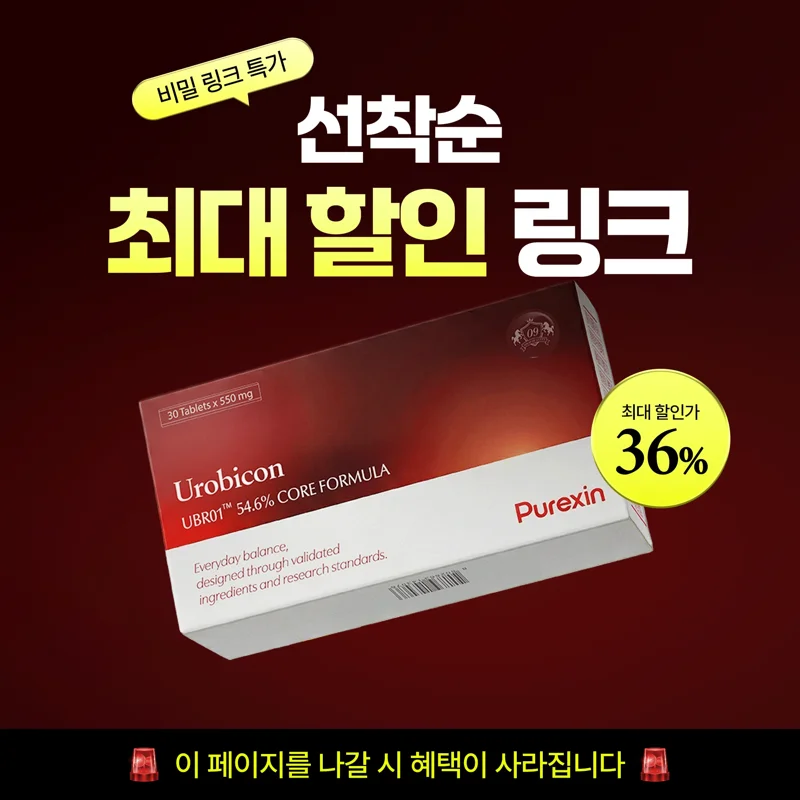 비밀 링크 특가
선착순
최대 할인 링크
09
30 Tablets x 550 mg
최대 할인가
36%
Urobicon
UBR01™ 54.6% CORE FORMULA
Purexin
Everyday balance,
designed through validated
ingredients and research standards.
이 페이지를 나갈 시 혜택이 사라집니다